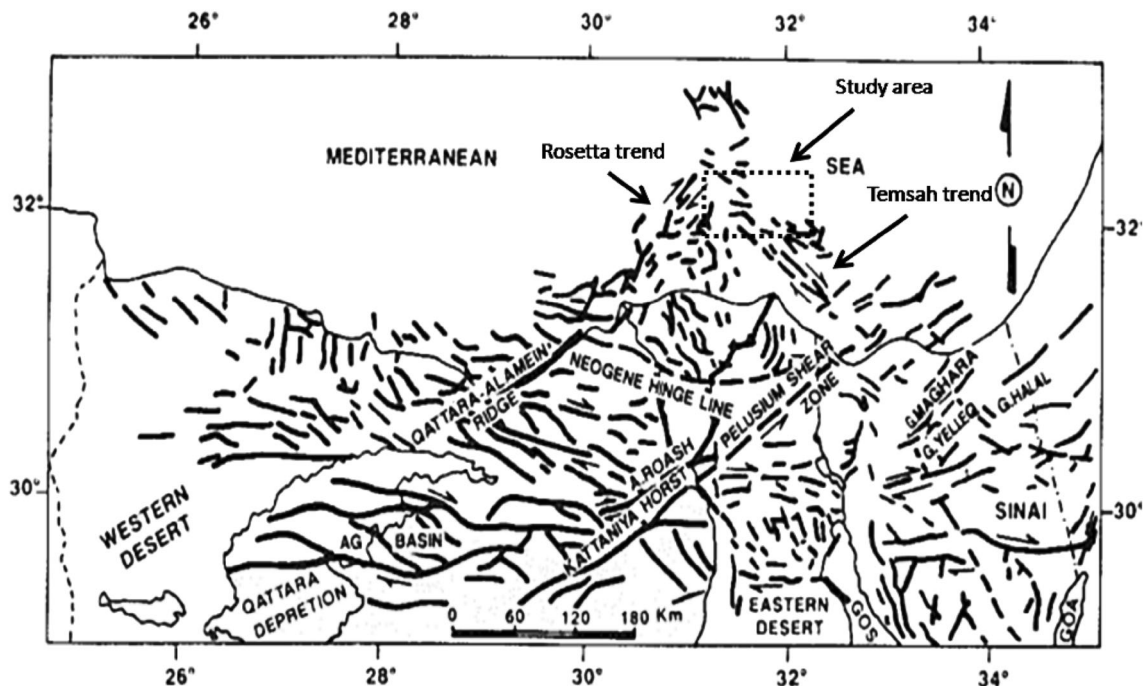 26° 28° 30° 32° 34°
Study area
MEDITERRANEAN
Rosetta trend
SEA
Temsah trend
N
32°
32°
NEOGENE HINGE LINE
QATTARA-ALAMEIN
RIDGE
PELUSIUM SHEAR
ZONE
G.MAGHARA
G.YELLEQ
G.HALAL
A.ROASH
KATTANIYA HORST
30°
30°
WESTERN
DESERT
SINAI
AG BASIN
QATTARA
DEPRETION
0 60 120 180 Km
EASTERN
DESERT
GOS
GOA
26° 28° 30° 32° 34°